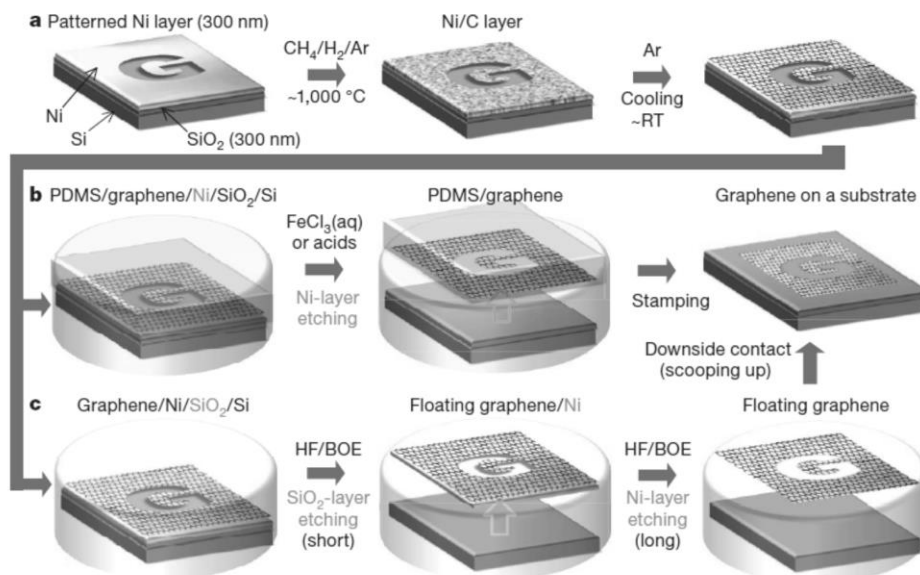 a Patterned Ni layer (300 nm)
CH₄/H₂/Ar
~1,000 °C
Ni/C layer
Ar
Cooling
~RT
Ni
Si
SiO₂ (300 nm)
b PDMS/graphene/Ni/SiO₂/Si
FeCl₃(aq)
or acids
Ni-layer
etching
PDMS/graphene
Stamping
Graphene on a substrate
Downside contact
(scooping up)
c Graphene/Ni/SiO₂/Si
HF/BOE
SiO₂-layer
etching
(short)
Floating graphene/Ni
HF/BOE
Ni-layer
etching
(long)
Floating graphene